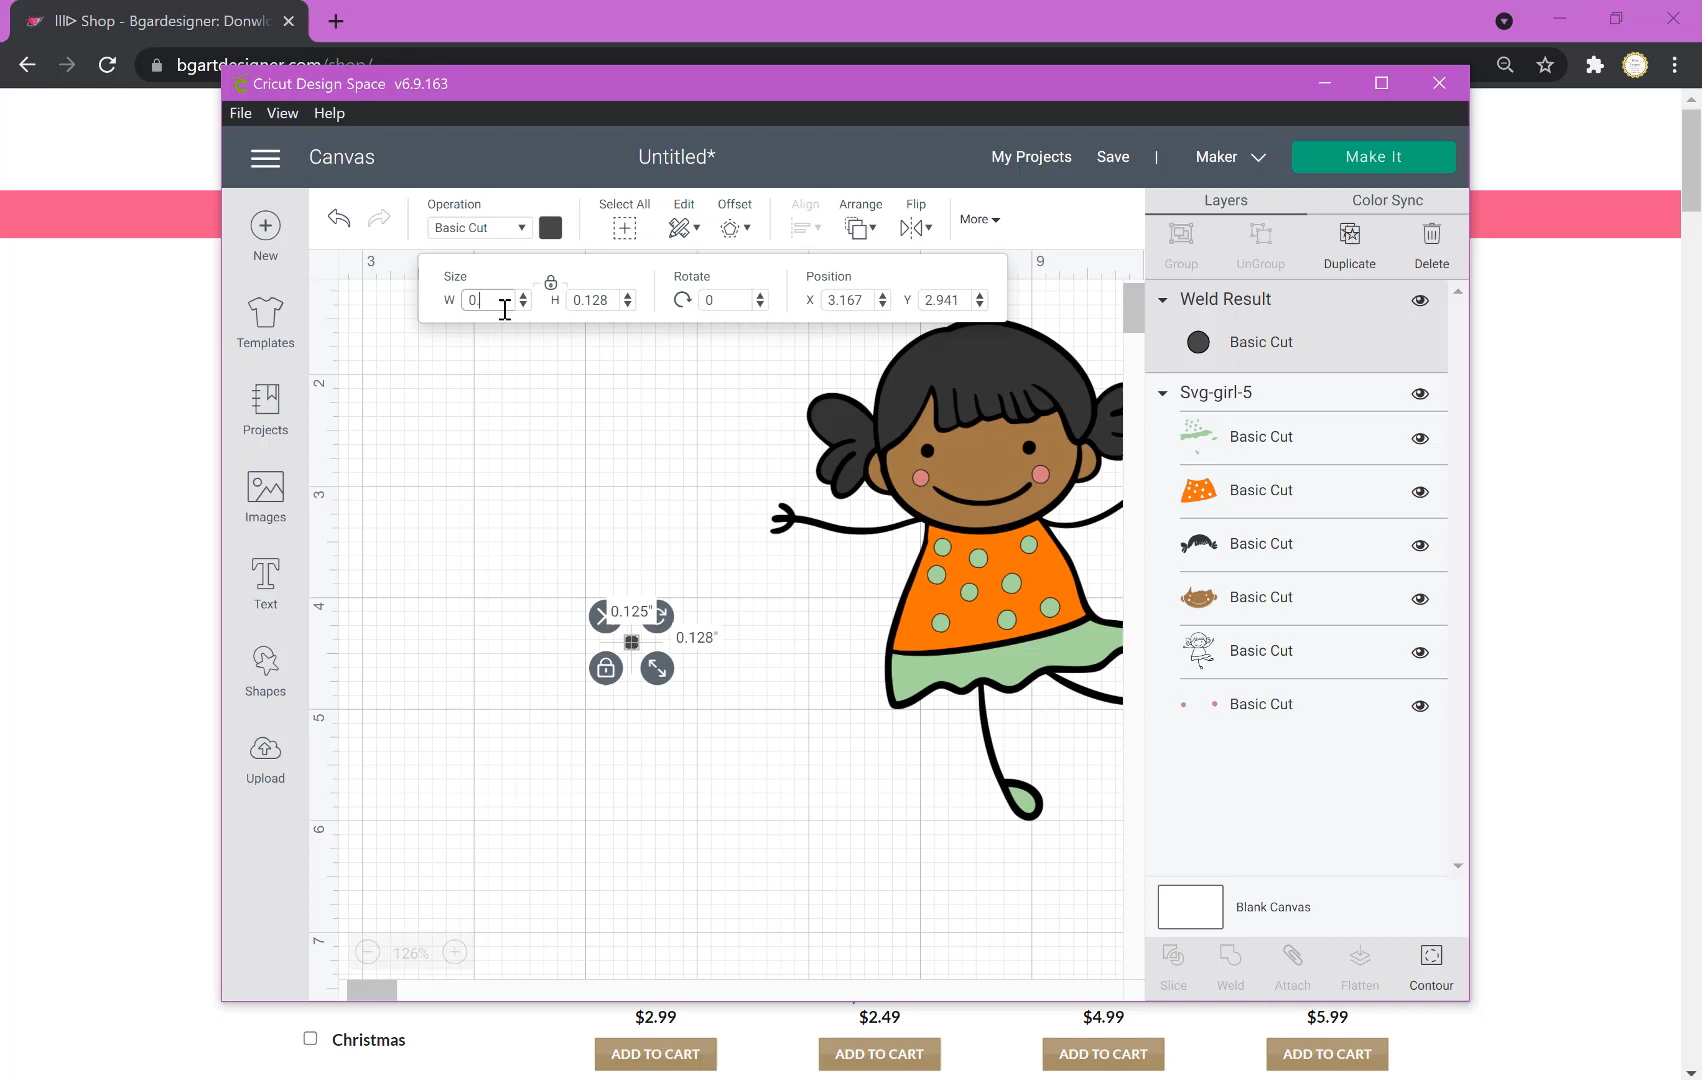 lll⊳ Shop - Bgardesigner: Donwlo
bgartdesigner.com/shop/
Cricut Design Space v6.9.163
File View Help
Canvas
Untitled*
My Projects Save | Maker Make It
Operation
Basic Cut
Select All Edit Offset Align Arrange Flip More
Layers Color Sync
Group UnGroup Duplicate Delete
New
Templates
Projects
Images
Text
Shapes
Upload
3 9
Size
W 0. H 0.128
Rotate
0
Position
X 3.167 Y 2.941
2
3
4
5
6
7
0.125"
0.128"
126%
Weld Result
Basic Cut
Svg-girl-5
Basic Cut
Basic Cut
Basic Cut
Basic Cut
Basic Cut
Basic Cut
Blank Canvas
Slice Weld Attach Flatten Contour
Christmas
$2.99 $2.49 $4.99 $5.99
ADD TO CART ADD TO CART ADD TO CART ADD TO CART